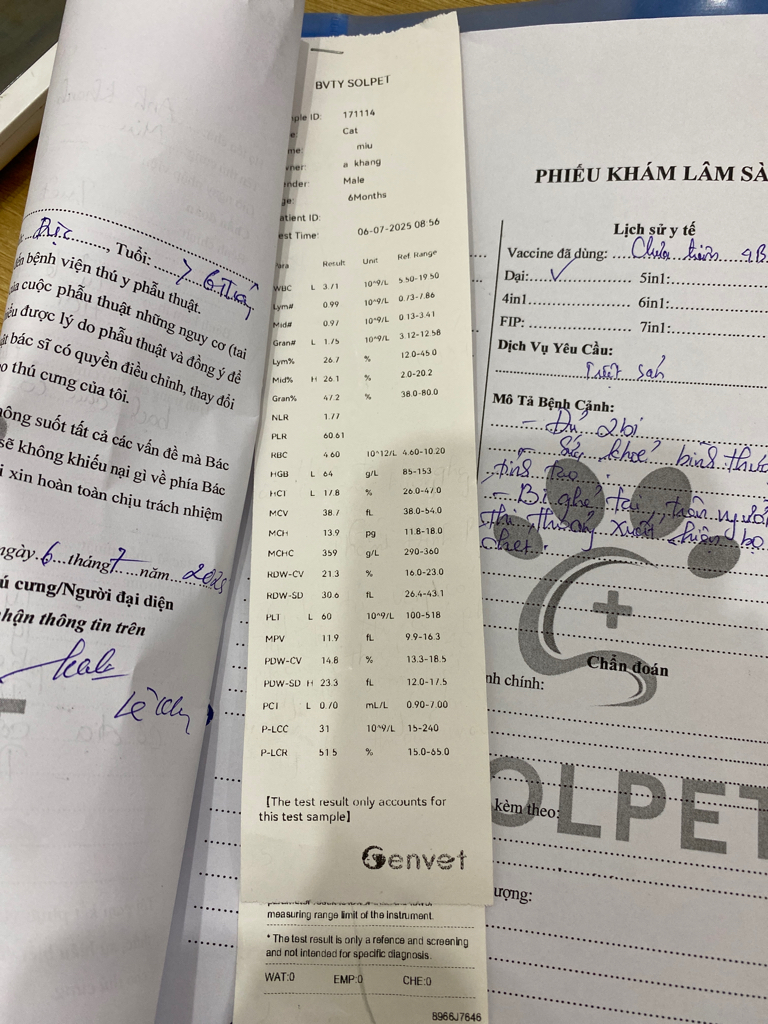 BVTY SOLPET
ple ID: 171114
e: Cat
me: miu
wner: a khang
nder: Male
ge: 6Months
atient ID:
est Time: 06-07-2025 08:56
Para Result Unit Ref Range
WBC L 3.71 10^9/L 5.50-19.50
Lym# 0.99 10^9/L 0.73-7.86
Mid# 0.97 10^9/L 0.13-3.41
Gran# L 1.75 10^9/L 3.12-12.58
Lym% 26.7 % 12.0-45.0
Mid% H 26.1 % 2.0-20.2
Gran% 47.2 % 38.0-80.0
NLR 1.77
PLR 60.61
RBC 4.60 10^12/L 4.60-10.20
HGB L 64 g/L 85-153
HCT L 17.8 % 26.0-47.0
MCV 38.7 fL 38.0-54.0
MCH 13.9 pg 11.8-18.0
MCHC 359 g/L 290-360
RDW-CV 21.3 % 16.0-23.0
RDW-SD 30.6 fL 26.4-43.1
PLT L 60 10^9/L 100-518
MPV 11.9 fL 9.9-16.3
PDW-CV 14.8 % 13.3-18.5
PDW-SD H 23.3 fL 12.0-17.5
PCT L 0.70 mL/L 0.90-7.00
P-LCC 31 10^9/L 15-240
P-LCR 51.5 % 15.0-65.0
[The test result only accounts for
this test sample]
Genvet
measuring range limit of the instrument.
* The test result is only a refence and screening
and not intended for specific diagnosis.
WAT:0 EMP:0 CHE:0
B966J7646
Đực, Tuổi: > 6 Tháng
ến bệnh viện thú y phẫu thuật.
ủa cuộc phẫu thuật những nguy cơ (tai
ểu được lý do phẫu thuật và đồng ý để
ật bác sĩ có quyền điều chỉnh, thay đổi
o thú cưng của tôi.
hông suốt tất cả các vấn đề mà Bác
sẽ không khiếu nại gì về phía Bác
i xin hoàn toàn chịu trách nhiệm
ngày 6 tháng 7 năm 2025
ú cưng/Người đại diện
nhận thông tin trên
PHIẾU KHÁM LÂM SÀ
Lịch sử y tế
Vaccine đã dùng: Chưa tiêm 4B
Dại: ✓ 5in1:
4in1 6in1:
FIP: 7in1:
Dịch Vụ Yêu Cầu:
Triệt sản
Mô Tả Bệnh Cảnh:
- Đủ 2 bi
- Sức khoẻ bình thư
tỉnh táo.
- Bị ghẻ tai, trên người
thì thường xuất hiện bọ
chét.
Chẩn đoán
nh chính:
kèm theo:
OLPET
ượng: